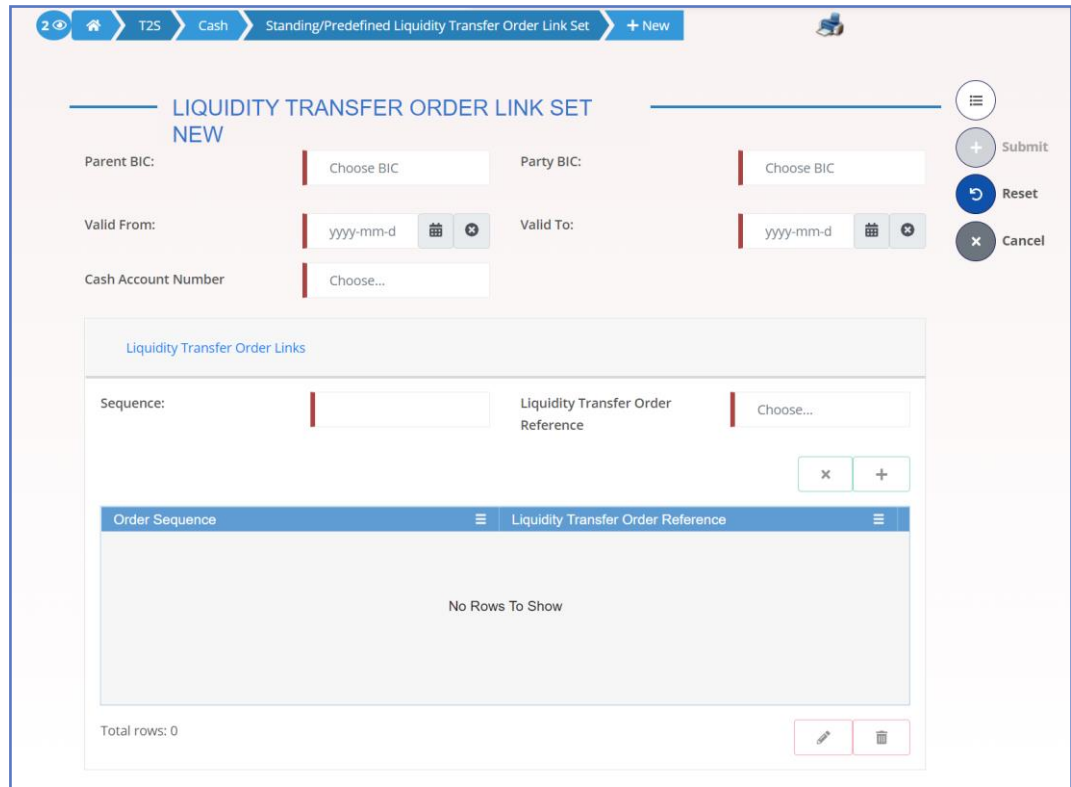 2 T2S Cash Standing/Predefined Liquidity Transfer Order Link Set + New
LIQUIDITY TRANSFER ORDER LINK SET
NEW
Submit
Parent BIC: Choose BIC Party BIC: Choose BIC
Reset
Valid From: yyyy-mm-d Valid To: yyyy-mm-d
Cancel
Cash Account Number Choose...
Liquidity Transfer Order Links
Sequence: Liquidity Transfer Order
Reference Choose...
Order Sequence Liquidity Transfer Order Reference
No Rows To Show
Total rows: 0